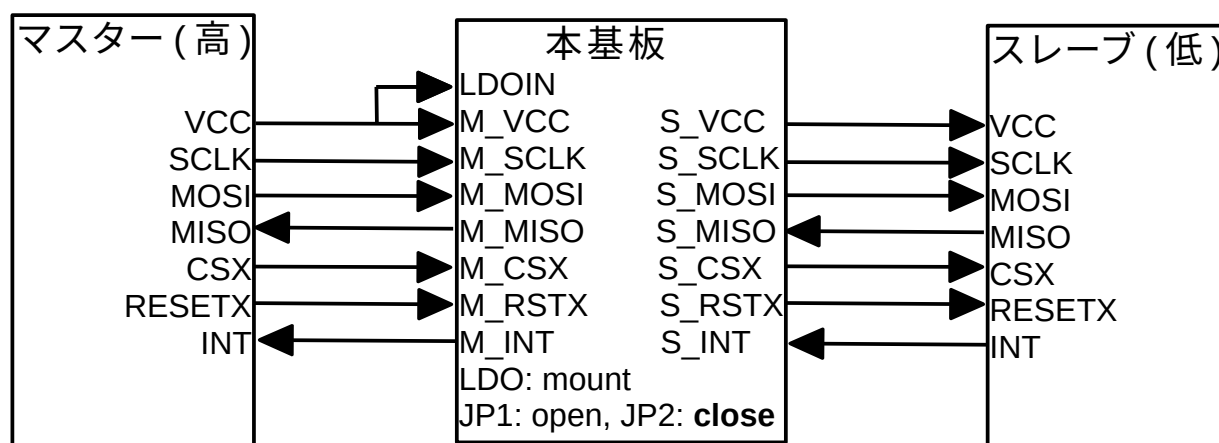 マスター(高)
VCC
SCLK
MOSI
MISO
CSX
RESETX
INT
本基板
LDOIN
M_VCC S_VCC
M_SCLK S_SCLK
M_MOSI S_MOSI
M_MISO S_MISO
M_CSX S_CSX
M_RSTX S_RSTX
M_INT S_INT
LDO: mount
JP1: open, JP2: close
スレーブ(低)
VCC
SCLK
MOSI
MISO
CSX
RESETX
INT